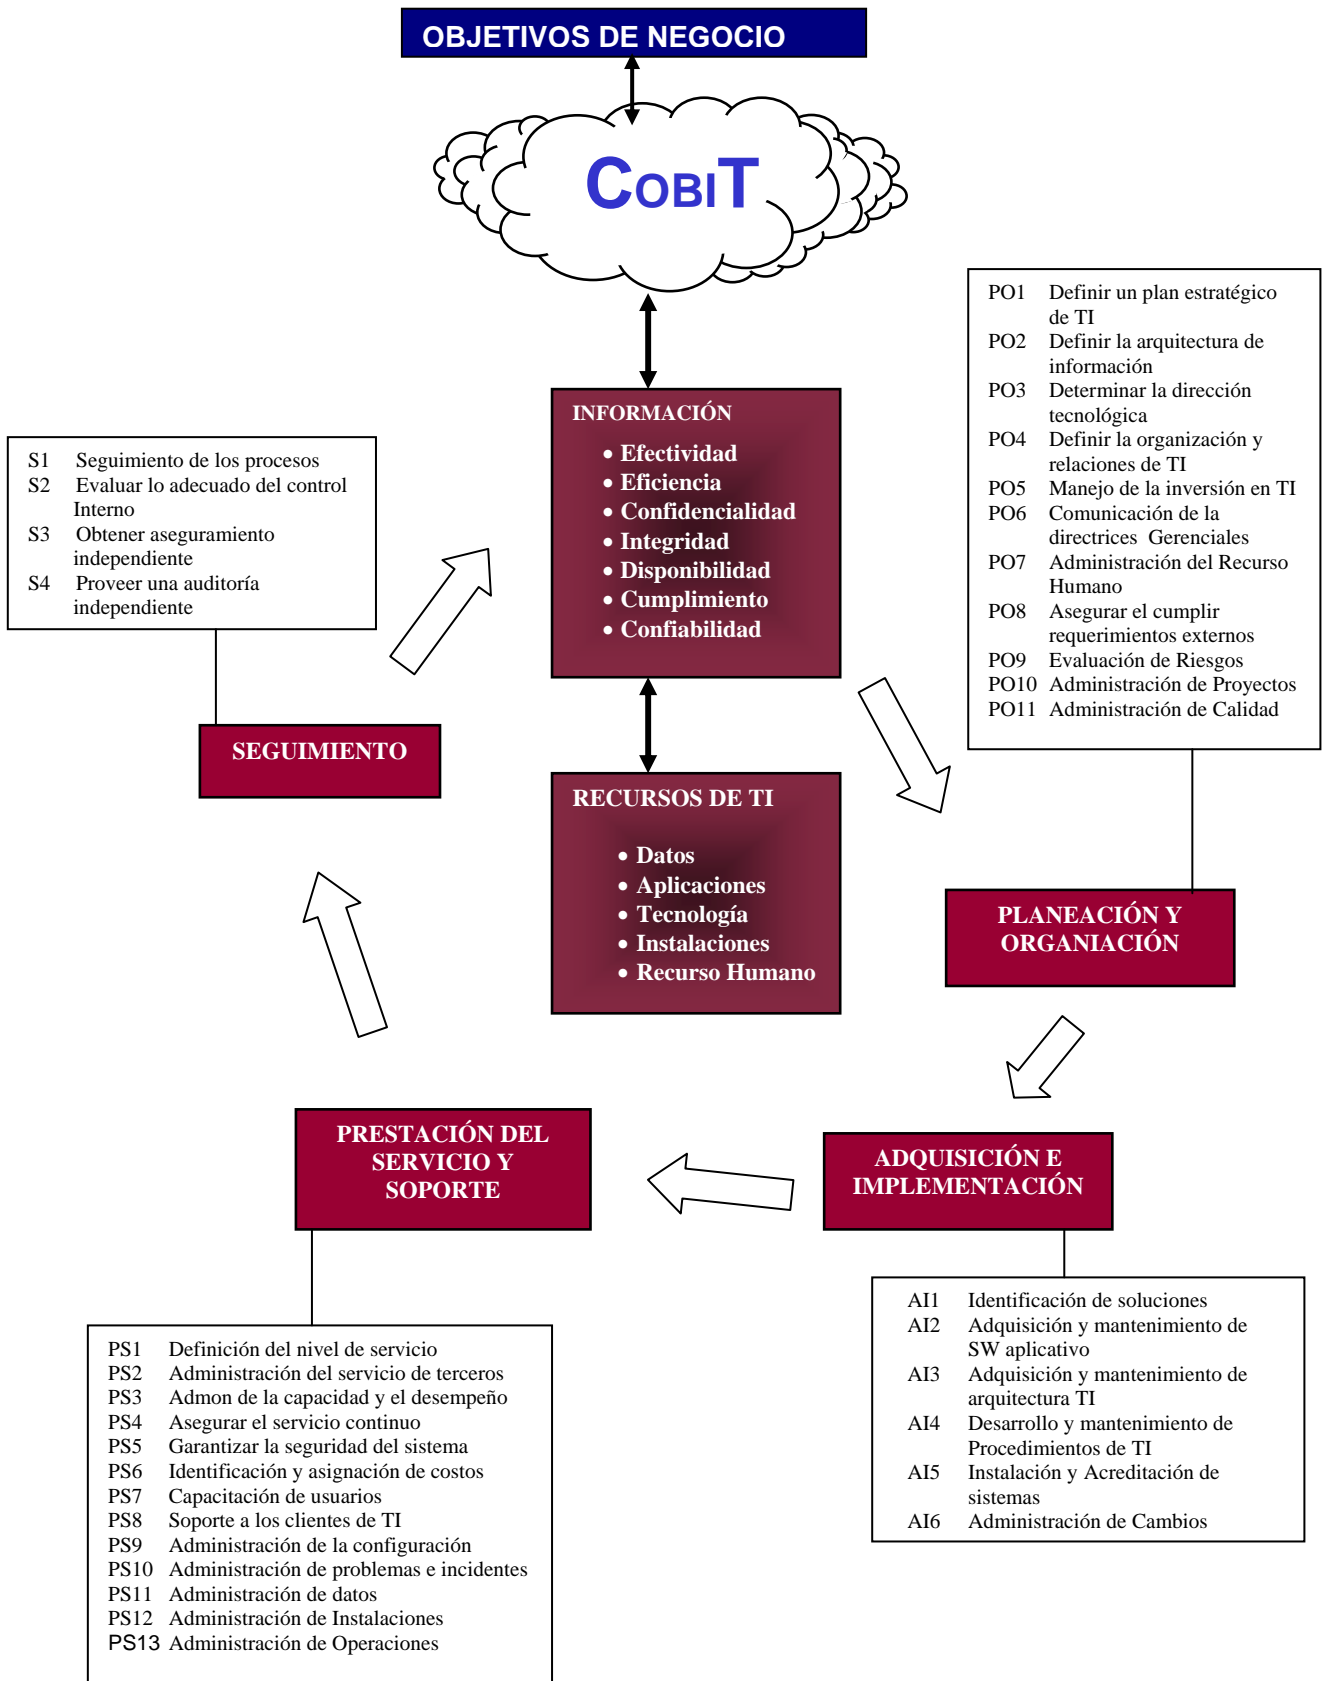 OBJETIVOS DE NEGOCIO
COBIT
PO1 Definir un plan estratégico
de TI
PO2 Definir la arquitectura de
información
PO3 Determinar la dirección
tecnológica
PO4 Definir la organización y
relaciones de TI
PO5 Manejo de la inversión en TI
PO6 Comunicación de la
directrices Gerenciales
PO7 Administración del Recurso
Humano
PO8 Asegurar el cumplir
requerimientos externos
PO9 Evaluación de Riesgos
PO10 Administración de Proyectos
PO11 Administración de Calidad
INFORMACIÓN
• Efectividad
• Eficiencia
• Confidencialidad
• Integridad
• Disponibilidad
• Cumplimiento
• Confiabilidad
S1 Seguimiento de los procesos
S2 Evaluar lo adecuado del control
Interno
S3 Obtener aseguramiento
independiente
S4 Proveer una auditoría
independiente
SEGUIMIENTO
RECURSOS DE TI
• Datos
• Aplicaciones
• Tecnología
• Instalaciones
• Recurso Humano
PLANEACIÓN Y
ORGANIACIÓN
PRESTACIÓN DEL
SERVICIO Y
SOPORTE
ADQUISICIÓN E
IMPLEMENTACIÓN
AI1 Identificación de soluciones
AI2 Adquisición y mantenimiento de
SW aplicativo
AI3 Adquisición y mantenimiento de
arquitectura TI
AI4 Desarrollo y mantenimiento de
Procedimientos de TI
AI5 Instalación y Acreditación de
sistemas
AI6 Administración de Cambios
PS1 Definición del nivel de servicio
PS2 Administración del servicio de terceros
PS3 Admon de la capacidad y el desempeño
PS4 Asegurar el servicio continuo
PS5 Garantizar la seguridad del sistema
PS6 Identificación y asignación de costos
PS7 Capacitación de usuarios
PS8 Soporte a los clientes de TI
PS9 Administración de la configuración
PS10 Administración de problemas e incidentes
PS11 Administración de datos
PS12 Administración de Instalaciones
PS13 Administración de Operaciones